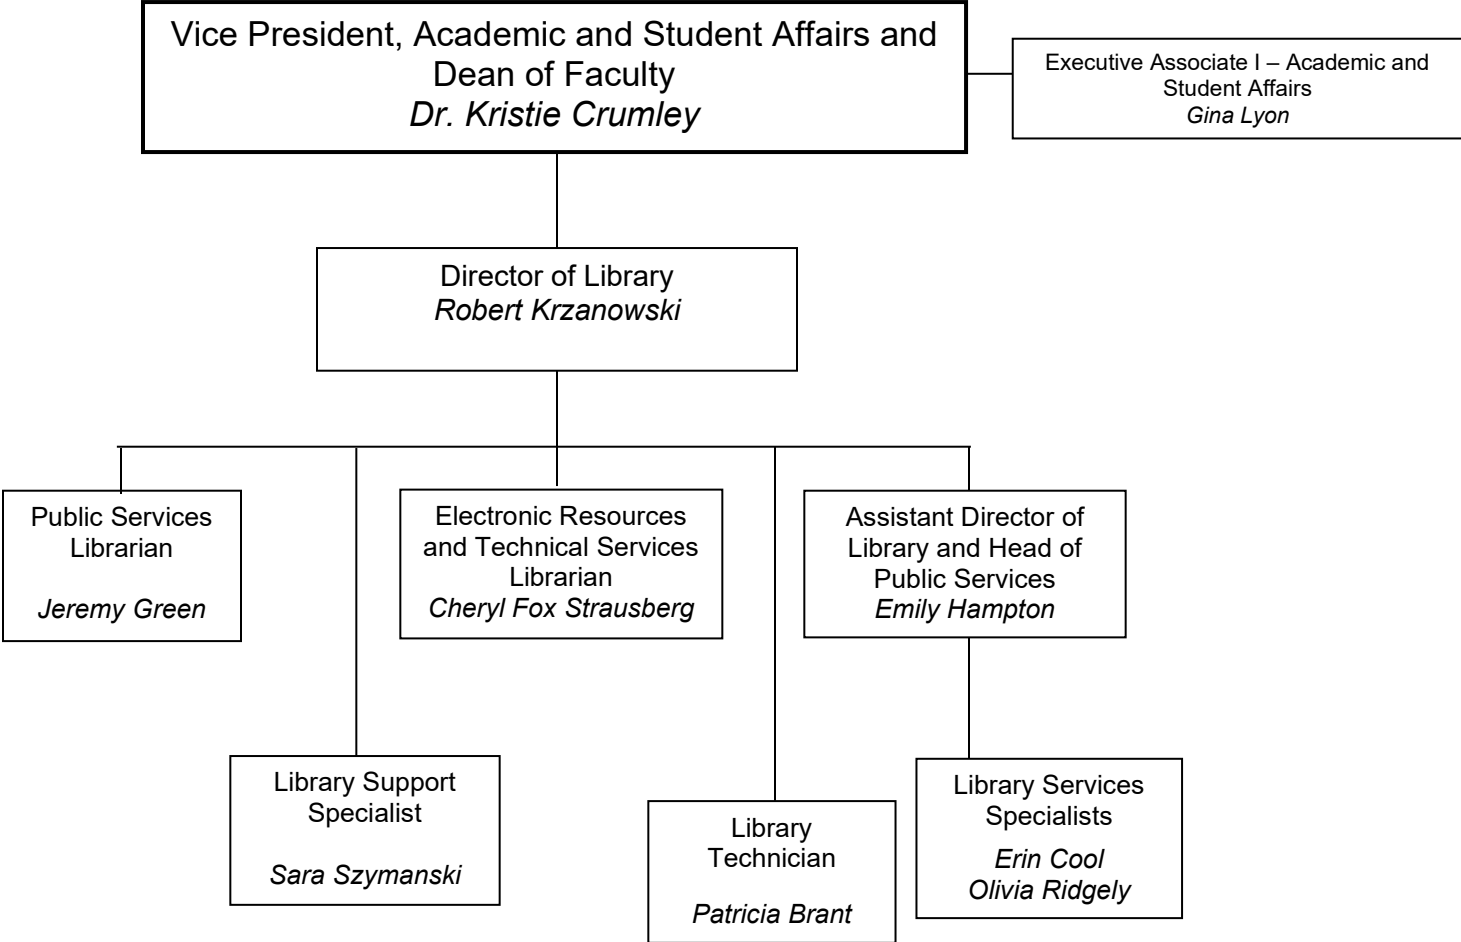 Vice President, Academic and Student Affairs and
Dean of Faculty
Dr. Kristie Crumley
Executive Associate I – Academic and
Student Affairs
Gina Lyon
Director of Library
Robert Krzanowski
Public Services
Librarian
Jeremy Green
Electronic Resources
and Technical Services
Librarian
Cheryl Fox Strausberg
Assistant Director of
Library and Head of
Public Services
Emily Hampton
Library Support
Specialist
Sara Szymanski
Library
Technician
Patricia Brant
Library Services
Specialists
Erin Cool
Olivia Ridgely